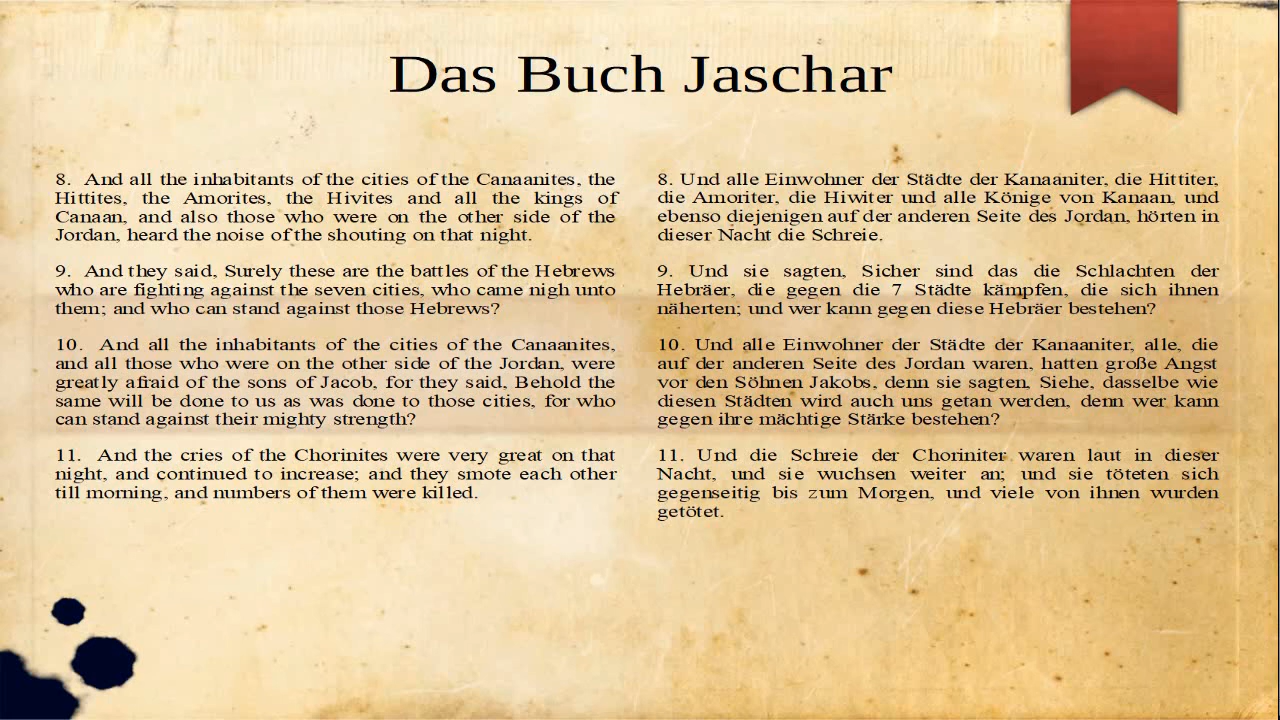 Das Buch Jaschar
8. And all the inhabitants of the cities of the Canaanites, the
Hittites, the Amorites, the Hivites and all the kings of
Canaan, and also those who were on the other side of the
Jordan, heard the noise of the shouting on that night.
9. And they said, Surely these are the battles of the Hebrews
who are fighting against the seven cities, who came nigh unto
them; and who can stand against those Hebrews?
10. And all the inhabitants of the cities of the Canaanites,
and all those who were on the other side of the Jordan, were
greatly afraid of the sons of Jacob, for they said, Behold the
same will be done to us as was done to those cities, for who
can stand against their mighty strength?
11. And the cries of the Chorinites were very great on that
night, and continued to increase; and they smote each other
till morning, and numbers of them were killed.
8. Und alle Einwohner der Städte der Kanaaniter, die Hittiter,
die Amoriter, die Hiwiter und alle Könige von Kanaan, und
ebenso diejenigen auf der anderen Seite des Jordan, hörten in
dieser Nacht die Schreie.
9. Und sie sagten, Sicher sind das die Schlachten der
Hebräer, die gegen die 7 Städte kämpfen, die sich ihnen
näherten; und wer kann gegen diese Hebräer bestehen?
10. Und alle Einwohner der Städte der Kanaaniter, alle, die
auf der anderen Seite des Jordan waren, hatten große Angst
vor den Söhnen Jakobs, denn sie sagten, Siehe, dasselbe wie
diesen Städten wird auch uns getan werden, denn wer kann
gegen ihre mächtige Stärke bestehen?
11. Und die Schreie der Choriniter waren laut in dieser
Nacht, und sie wuchsen weiter an; und sie töteten sich
gegenseitig bis zum Morgen, und viele von ihnen wurden
getötet.